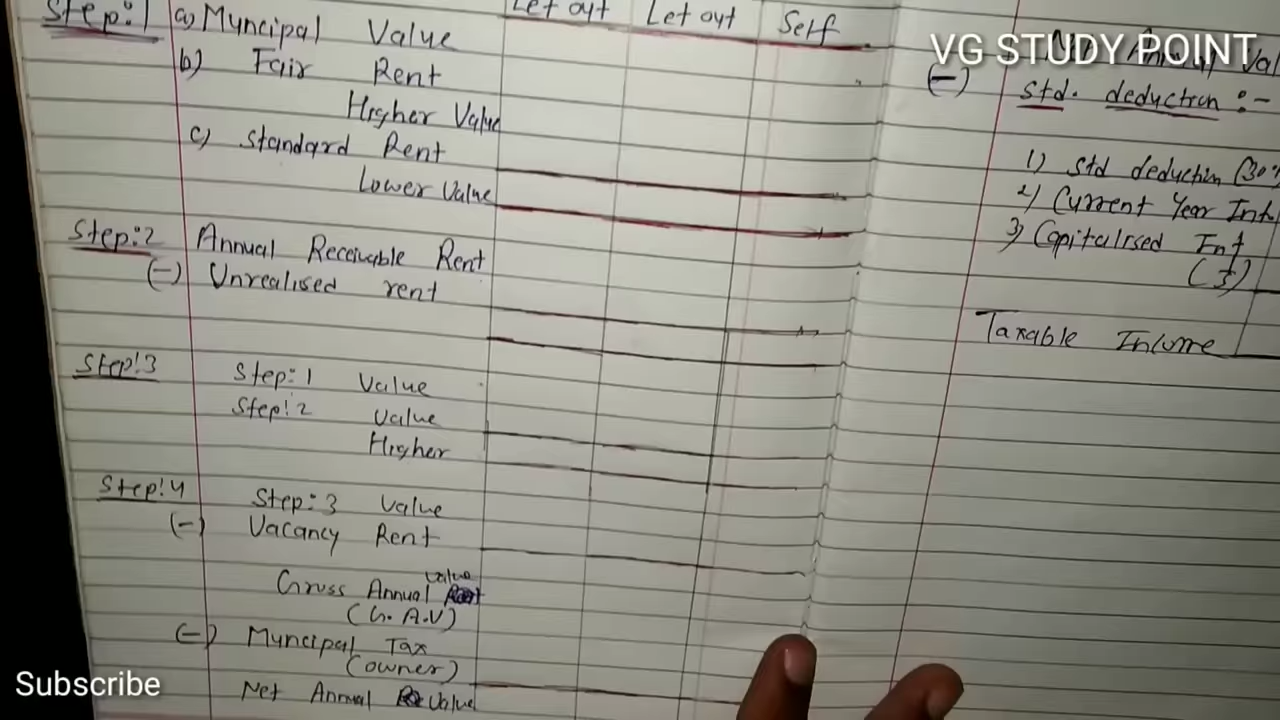 Let out Let out Self
Step:1 a) Muncipal Value
b) Fair Rent
Higher Value
c) Standard Rent
Lower Value
Step:2 Annual Receivable Rent
(-) Unrealised rent
Step:3 Step:1 Value
Step:2 Value
Higher
Step:4 Step:3 Value
(-) Vacancy Rent
Gross Annual value
(G.A.V)
(-) Muncipal Tax
(owner)
Net Annual Value
VG STUDY POINT
Annual Val
(-) Std. deduction :-
1) Std deduction (30%
2) Current Year Int
3) Capitalised Int
Taxable Income
Subscribe